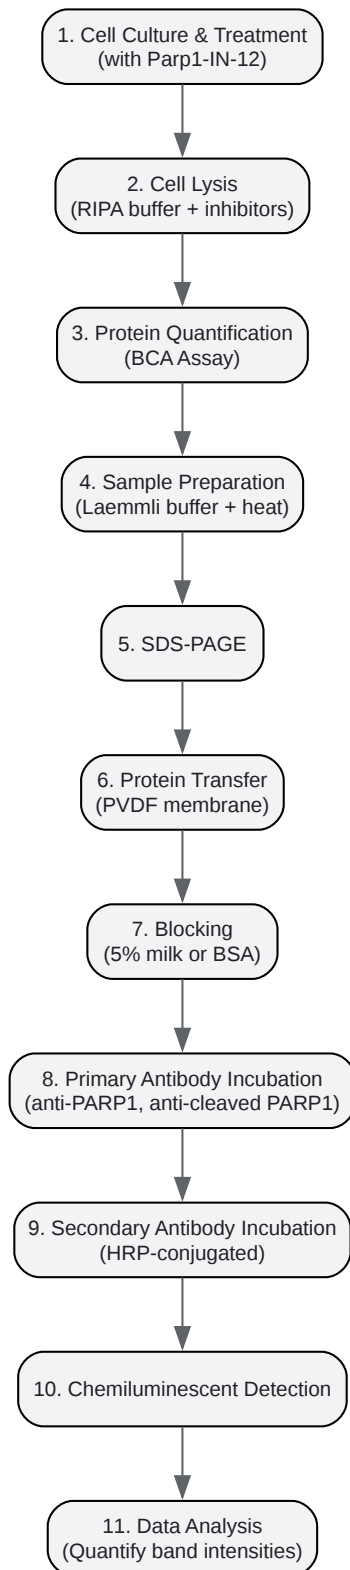 1. Cell Culture & Treatment
(with Parp1-IN-12)
2. Cell Lysis
(RIPA buffer + inhibitors)
3. Protein Quantification
(BCA Assay)
4. Sample Preparation
(Laemmli buffer + heat)
5. SDS-PAGE
6. Protein Transfer
(PVDF membrane)
7. Blocking
(5% milk or BSA)
8. Primary Antibody Incubation
(anti-PARP1, anti-cleaved PARP1)
9. Secondary Antibody Incubation
(HRP-conjugated)
10. Chemiluminescent Detection
11. Data Analysis
(Quantify band intensities)